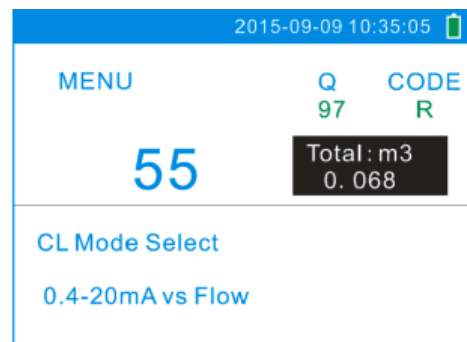 2015-09-09 10:35:05
MENU Q CODE
97 R
55 Total: m3
0. 068
CL Mode Select
0.4-20mA vs Flow